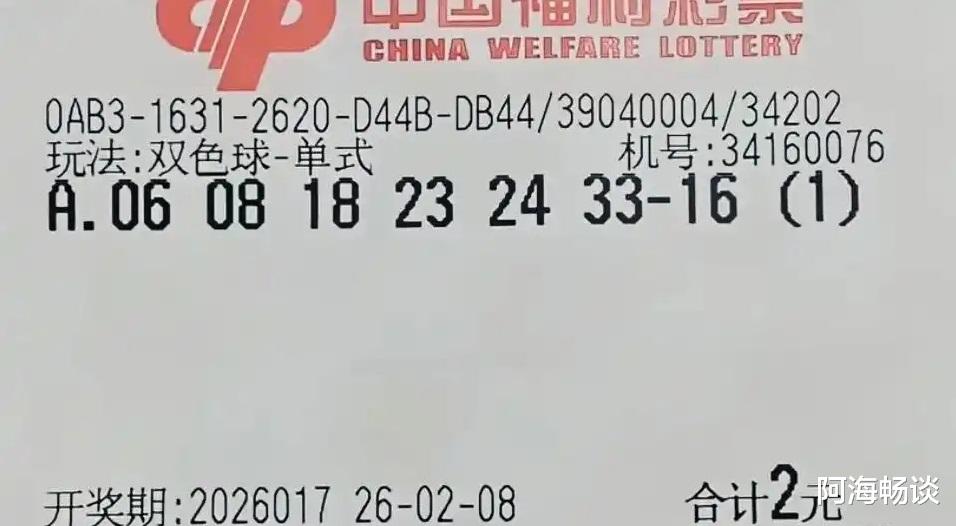 中国福利彩票
CHINA WELFARE LOTTERY
0AB3-1631-2620-D44B-DB44/39040004/34202
玩法:双色球-单式 机号:34160076
A.06 08 18 23 24 33-16 (1)
开奖期:2026017 26-02-08 合计2元
阿海畅谈